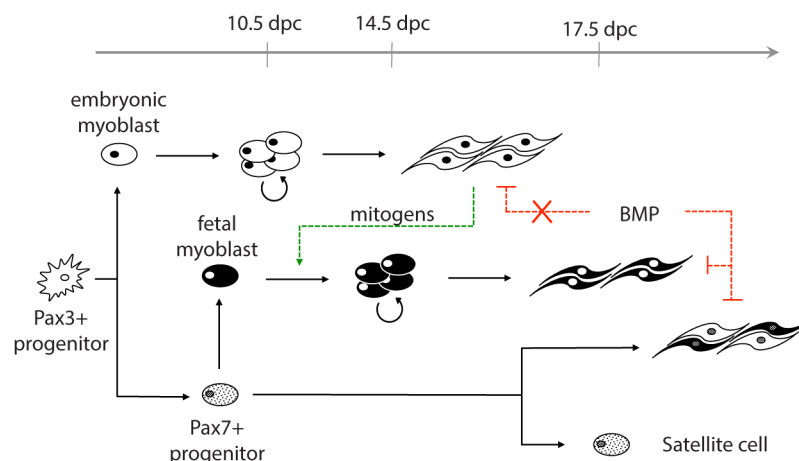 10.5 dpc
14.5 dpc
17.5 dpc
embryonic
myoblast
fetal
myoblast
mitogens
BMP
Pax3+
progenitor
Pax7+
progenitor
Satellite cell